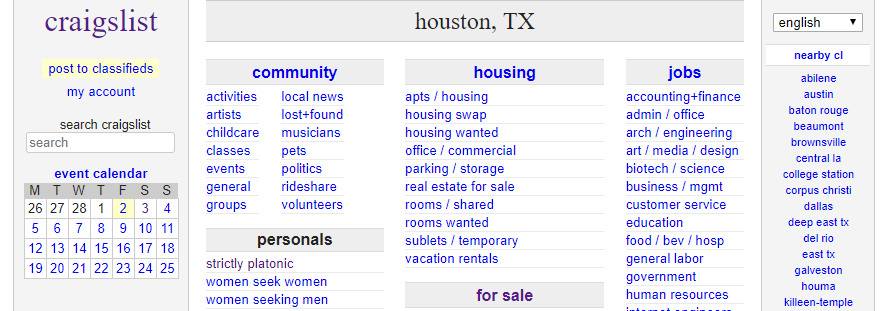 craigslist
post to classifieds
my account
search craigslist
search
event calendar
M T W T F S S
26 27 28 1 2 3 4
5 6 7 8 9 10 11
12 13 14 15 16 17 18
19 20 21 22 23 24 25
houston, TX
community
activities
artists
childcare
classes
events
general
groups
local news
lost+found
musicians
pets
politics
rideshare
volunteers
personals
strictly platonic
women seek women
women seeking men
housing
apts / housing
housing swap
housing wanted
office / commercial
parking / storage
real estate for sale
rooms / shared
rooms wanted
sublets / temporary
vacation rentals
for sale
jobs
accounting+finance
admin / office
arch / engineering
art / media / design
biotech / science
business / mgmt
customer service
education
food / bev / hosp
general labor
government
human resources
internet engineers
english
nearby cl
abilene
austin
baton rouge
beaumont
brownsville
central la
college station
corpus christi
dallas
deep east tx
del rio
east tx
galveston
houma
killeen-temple